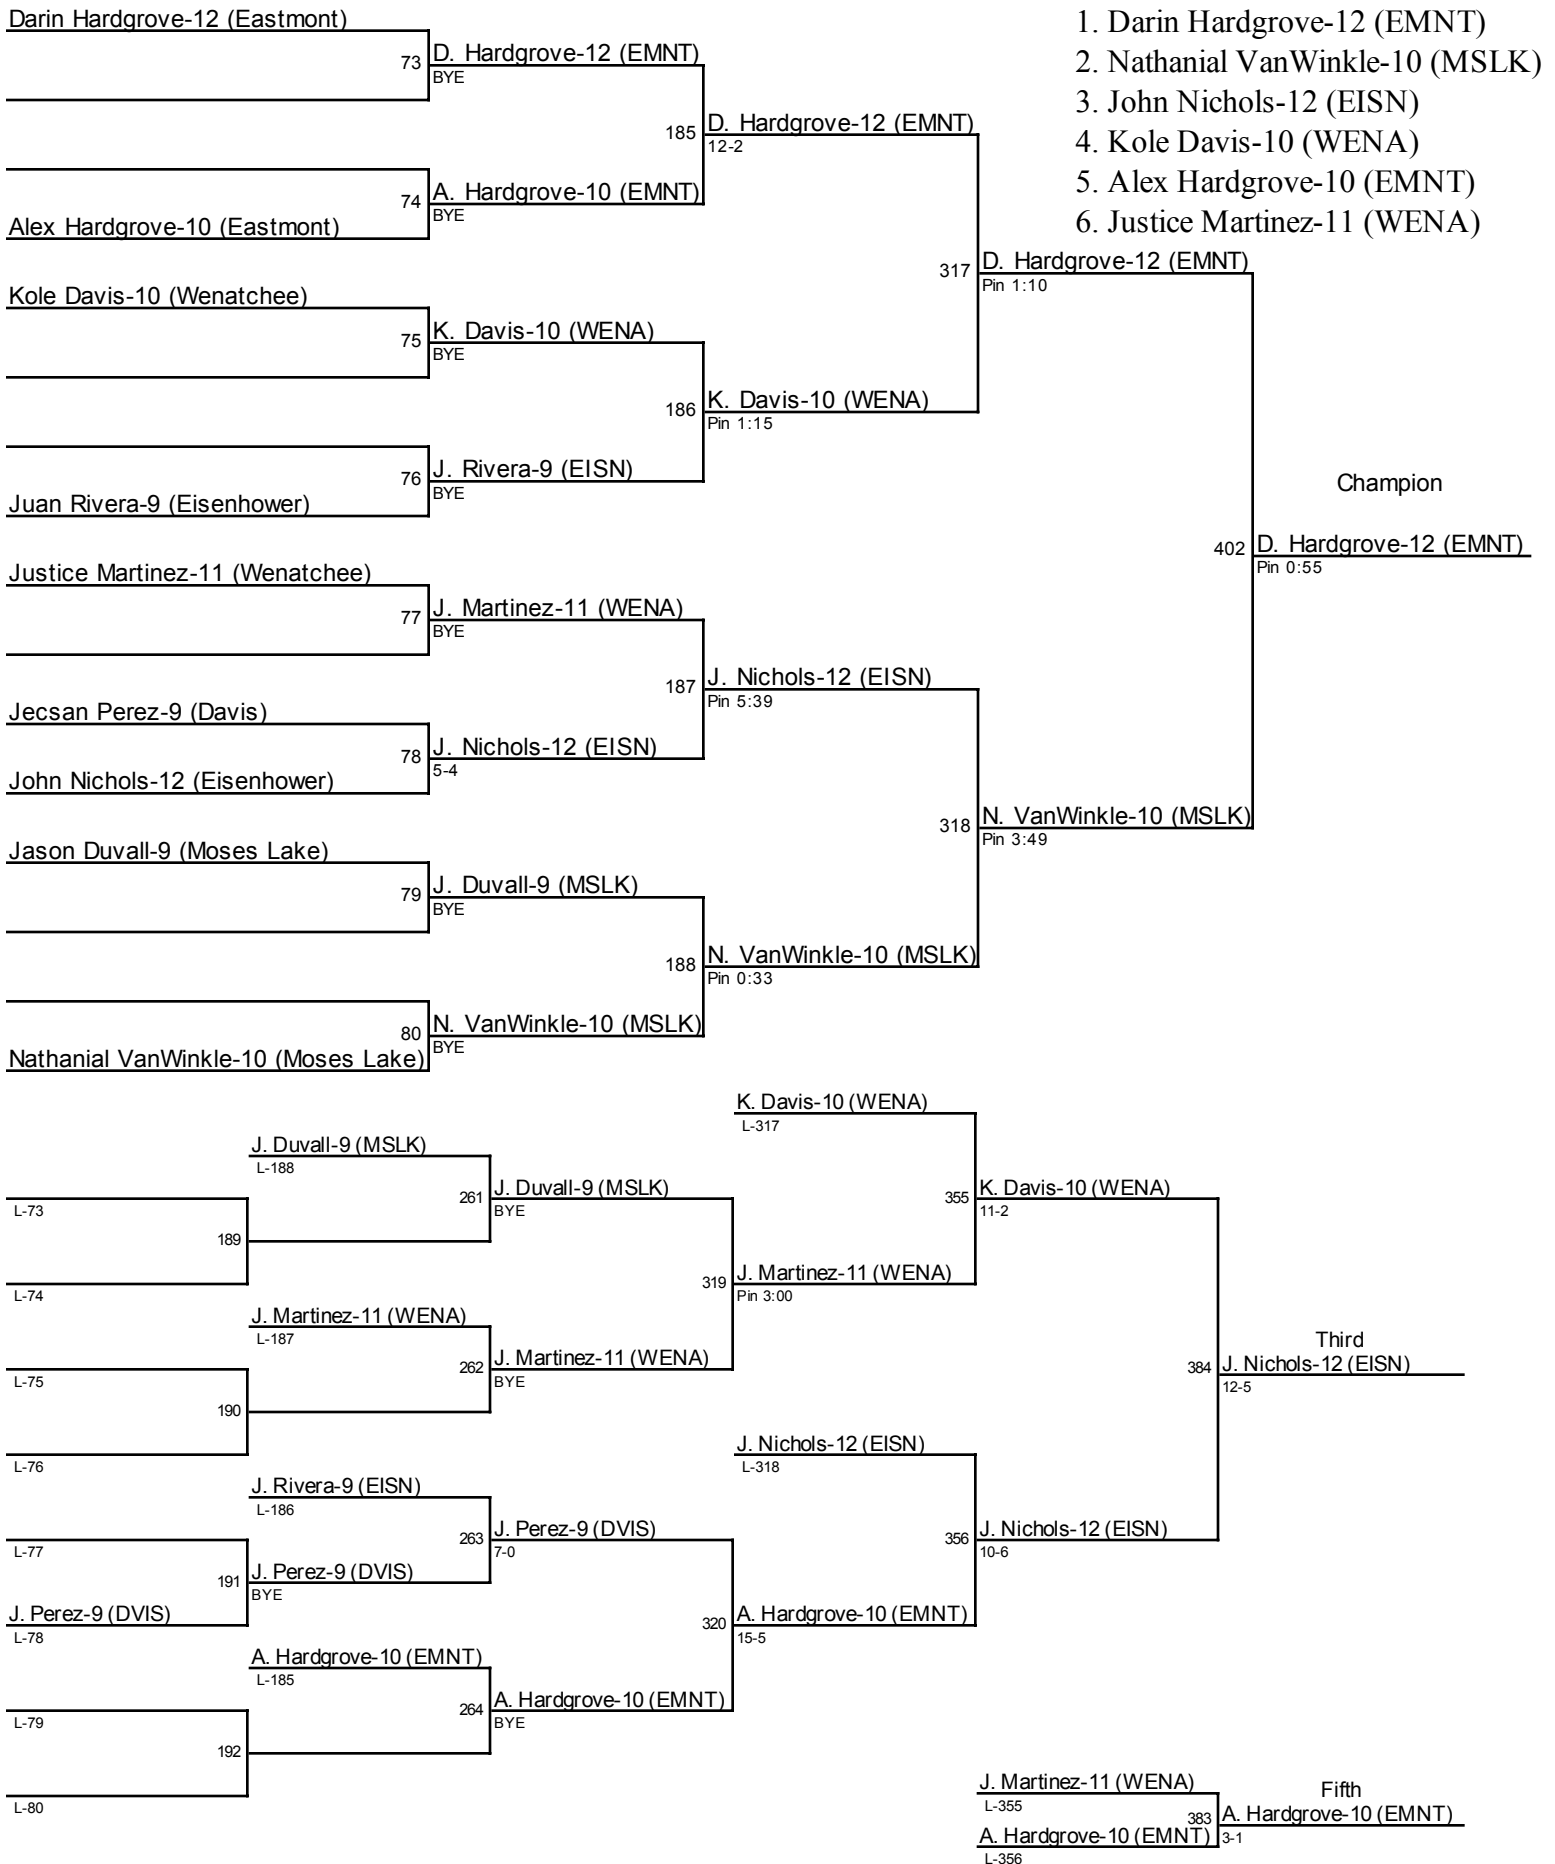 Darin Hardgrove-12 (Eastmont)
73
D. Hardgrove-12 (EMNT)
BYE
185
D. Hardgrove-12 (EMNT)
12-2
74
A. Hardgrove-10 (EMNT)
BYE
Alex Hardgrove-10 (Eastmont)
1. Darin Hardgrove-12 (EMNT)
2. Nathanial VanWinkle-10 (MSLK)
3. John Nichols-12 (EISN)
4. Kole Davis-10 (WENA)
5. Alex Hardgrove-10 (EMNT)
6. Justice Martinez-11 (WENA)
317
D. Hardgrove-12 (EMNT)
Pin 1:10
Kole Davis-10 (Wenatchee)
75
K. Davis-10 (WENA)
BYE
186
K. Davis-10 (WENA)
Pin 1:15
76
J. Rivera-9 (EISN)
BYE
Juan Rivera-9 (Eisenhower)
Champion
402
D. Hardgrove-12 (EMNT)
Pin 0:55
Justice Martinez-11 (Wenatchee)
77
J. Martinez-11 (WENA)
BYE
187
J. Nichols-12 (EISN)
Pin 5:39
Jecsan Perez-9 (Davis)
78
J. Nichols-12 (EISN)
5-4
John Nichols-12 (Eisenhower)
318
N. VanWinkle-10 (MSLK)
Pin 3:49
Jason Duvall-9 (Moses Lake)
79
J. Duvall-9 (MSLK)
BYE
188
N. VanWinkle-10 (MSLK)
Pin 0:33
80
N. VanWinkle-10 (MSLK)
BYE
Nathanial VanWinkle-10 (Moses Lake)
K. Davis-10 (WENA)
L-317
J. Duvall-9 (MSLK)
L-188
261
J. Duvall-9 (MSLK)
BYE
355
K. Davis-10 (WENA)
11-2
L-73
189
L-74
319
J. Martinez-11 (WENA)
Pin 3:00
J. Martinez-11 (WENA)
L-187
262
J. Martinez-11 (WENA)
BYE
L-75
190
L-76
Third
384
J. Nichols-12 (EISN)
12-5
J. Nichols-12 (EISN)
L-318
J. Rivera-9 (EISN)
L-186
263
J. Perez-9 (DVIS)
7-0
356
J. Nichols-12 (EISN)
10-6
L-77
191
J. Perez-9 (DVIS)
BYE
J. Perez-9 (DVIS)
L-78
320
A. Hardgrove-10 (EMNT)
15-5
A. Hardgrove-10 (EMNT)
L-185
264
A. Hardgrove-10 (EMNT)
BYE
L-79
192
L-80
J. Martinez-11 (WENA)
L-355
Fifth
383
A. Hardgrove-10 (EMNT)
3-1
A. Hardgrove-10 (EMNT)
L-356